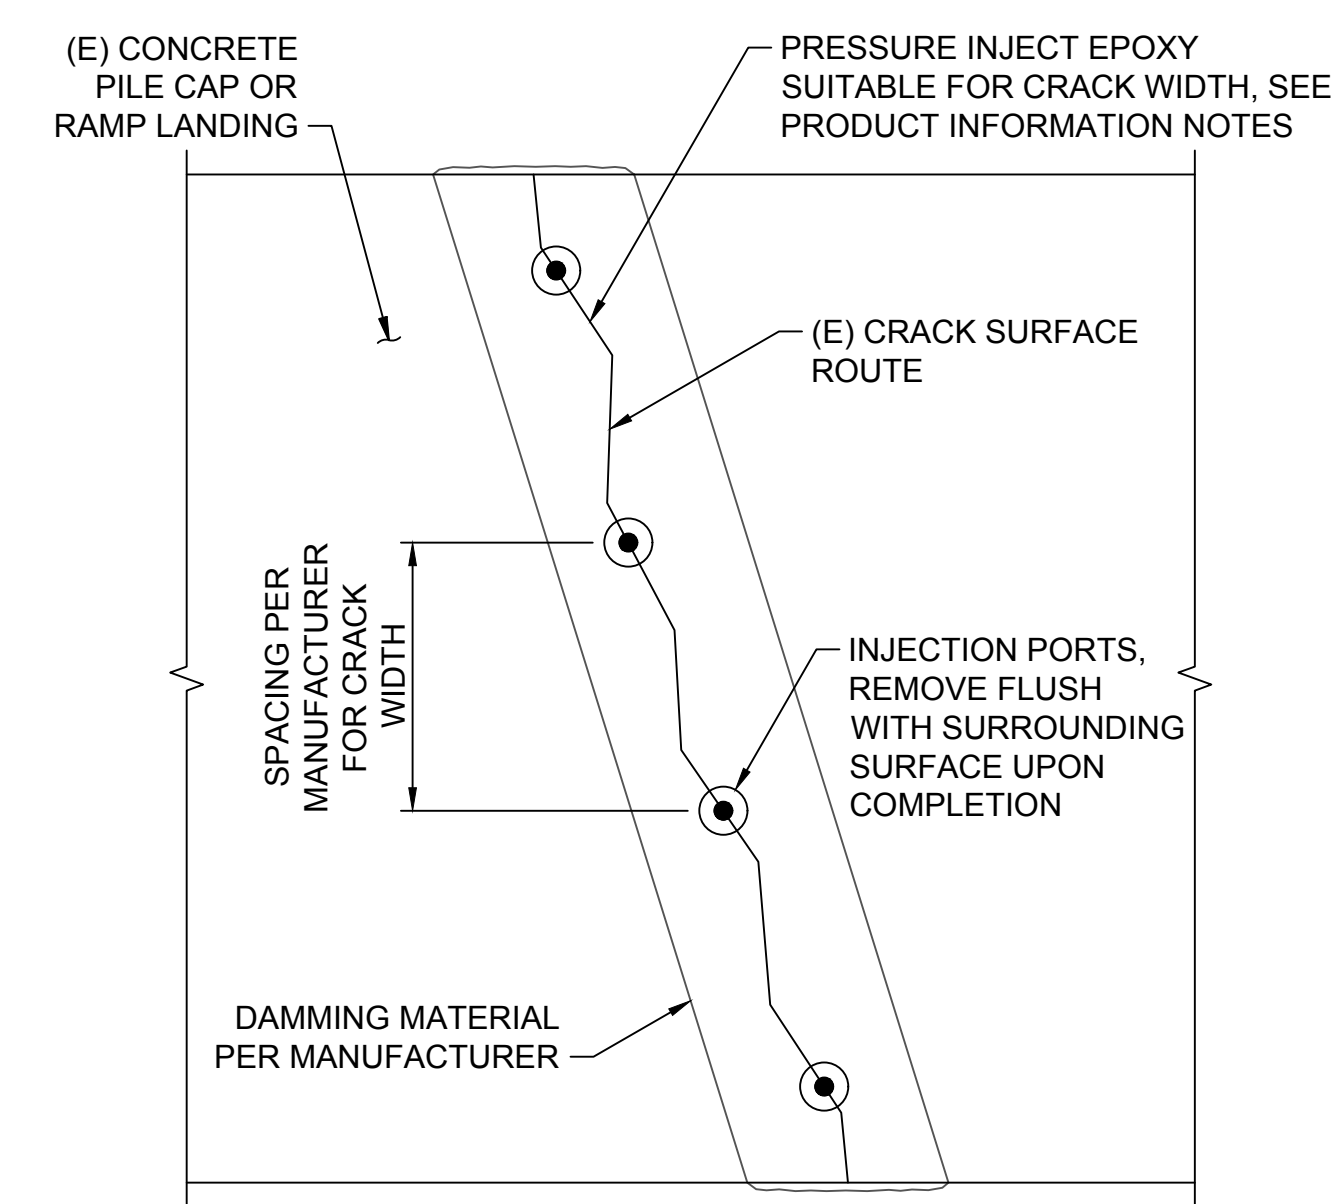 (E) CONCRETE
PILE CAP OR
RAMP LANDING
PRESSURE INJECT EPOXY
SUITABLE FOR CRACK WIDTH, SEE
PRODUCT INFORMATION NOTES
(E) CRACK SURFACE
ROUTE
SPACING PER
MANUFACTURER
FOR CRACK
WIDTH
INJECTION PORTS,
REMOVE FLUSH
WITH SURROUNDING
SURFACE UPON
COMPLETION
DAMMING MATERIAL
PER MANUFACTURER